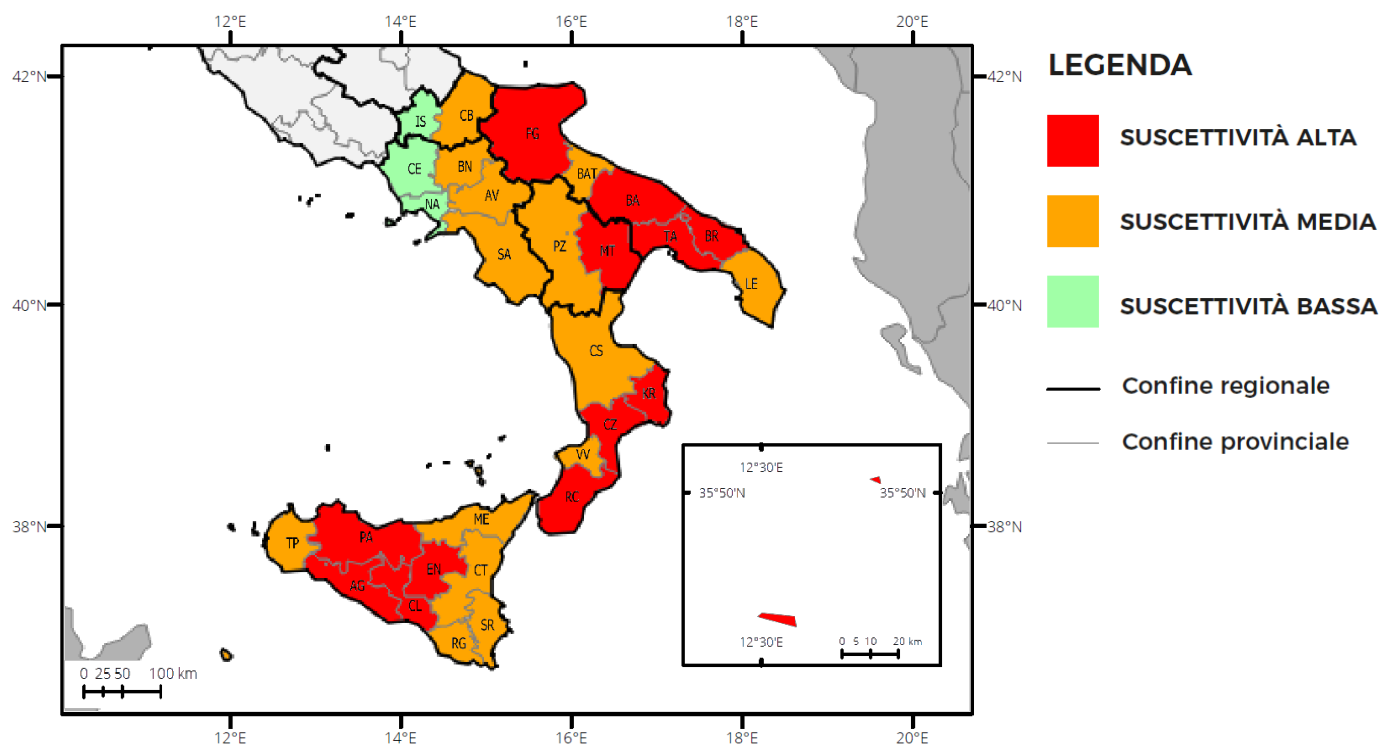 12°E 14°E 16°E 18°E 20°E
42°N 42°N
IS CB FG
CE BN BAT
NA AV BA
SA PZ MT TA BR
LE
40°N 40°N
CS
KR
CZ
VV
RC
38°N 38°N
ME
TP PA
EN CT
AG
CL
SR
RG
12°30'E
35°50'N 35°50'N
12°30'E
0 5 10 20 km
0 25 50 100 km
12°E 14°E 16°E 18°E 20°E
LEGENDA
SUSCETTIVITÀ ALTA
SUSCETTIVITÀ MEDIA
SUSCETTIVITÀ BASSA
Confine regionale
Confine provinciale